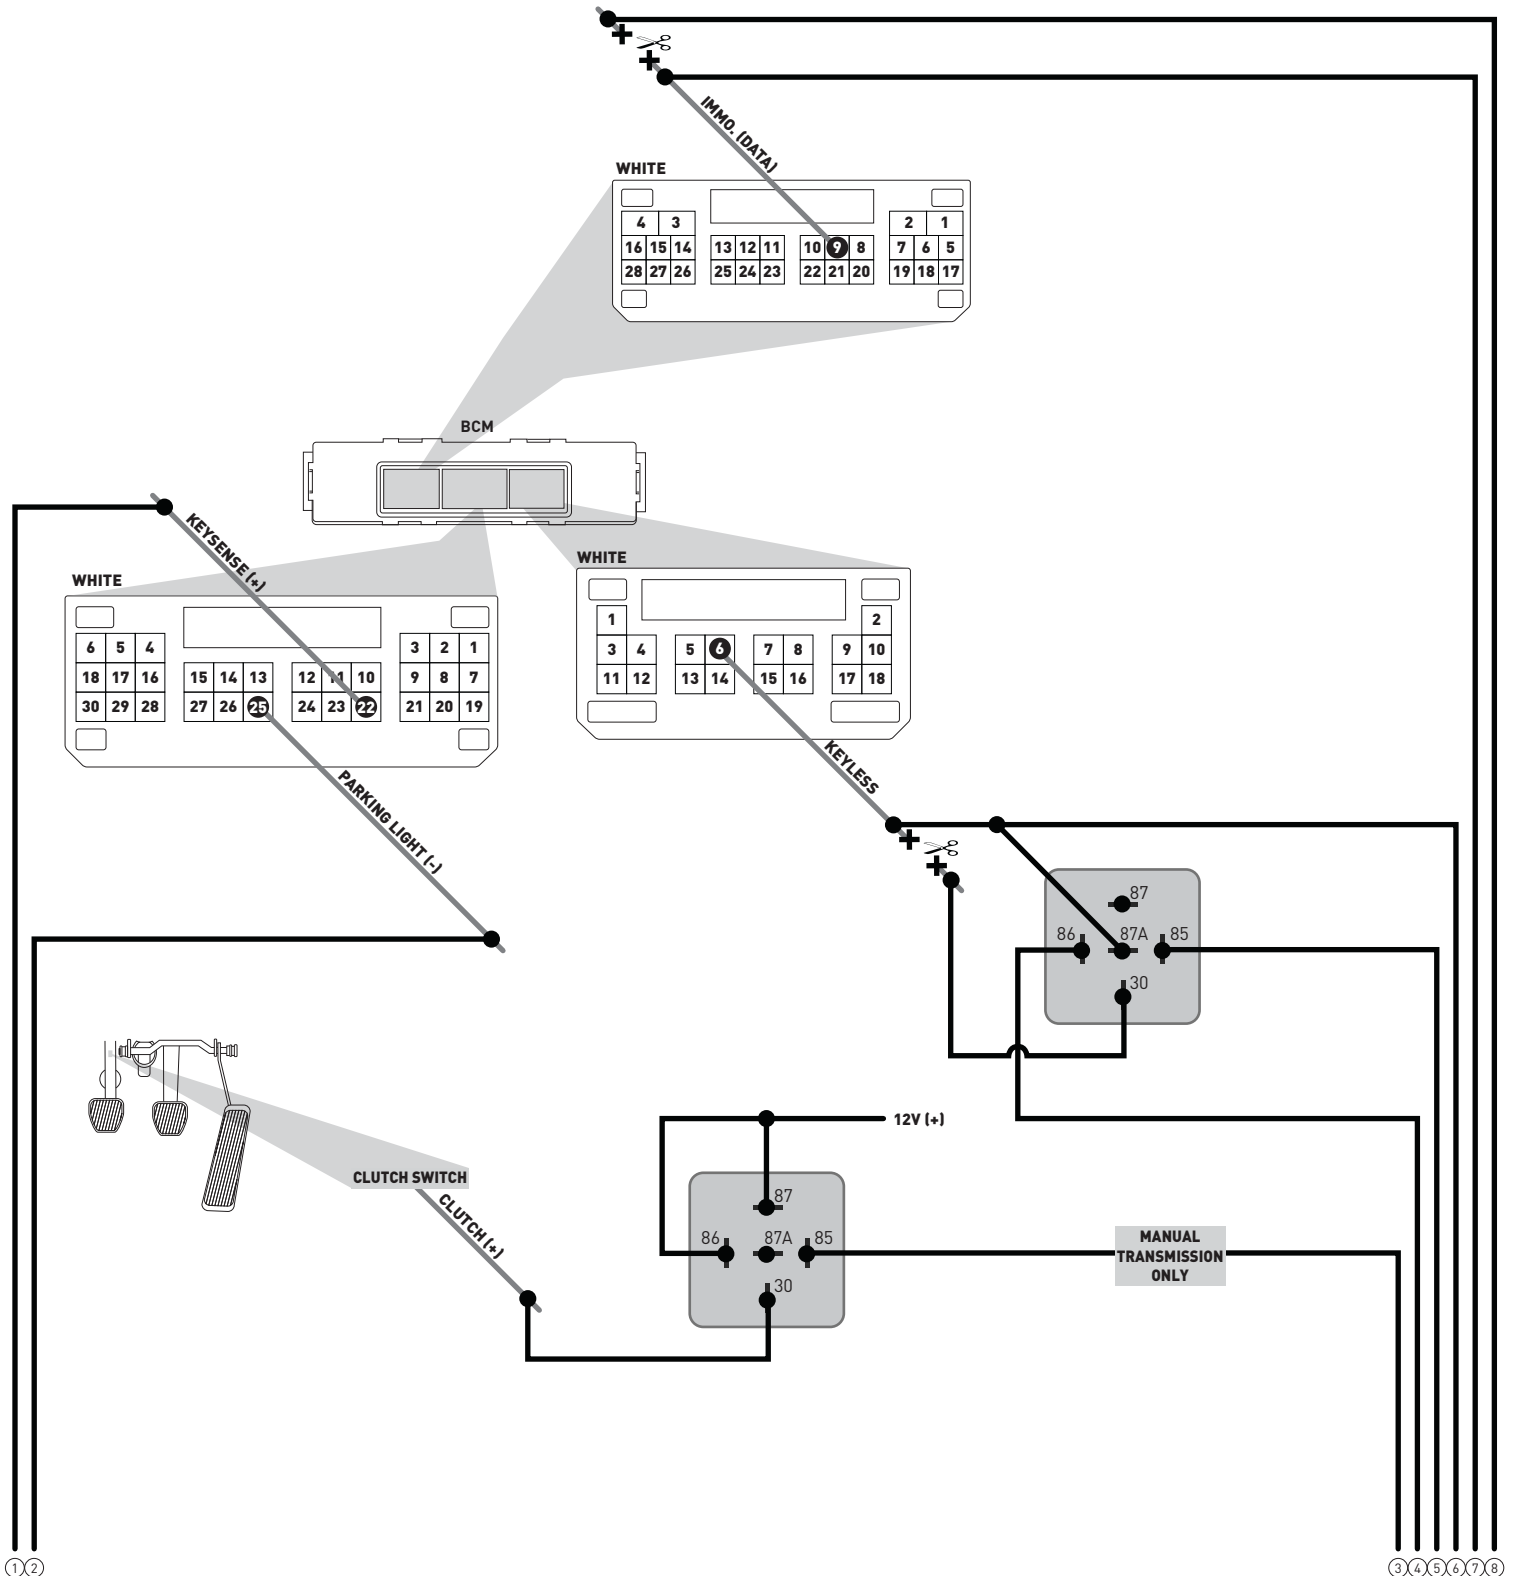 IMMO. (DATA)
WHITE
4 3 2 1
16 15 14 13 12 11 10 9 8 7 6 5
28 27 26 25 24 23 22 21 20 19 18 17
BCM
KEYSENSE (+)
WHITE
6 5 4 3 2 1
18 17 16 15 14 13 12 11 10 9 8 7
30 29 28 27 26 25 24 23 22 21 20 19
PARKING LIGHT (-)
WHITE
1 2
3 4 5 6 7 8 9 10
11 12 13 14 15 16 17 18
KEYLESS
87
86 87A 85
30
12V (+)
CLUTCH SWITCH
CLUTCH (+)
87
86 87A 85
30
MANUAL
TRANSMISSION
ONLY
1 2 3 4 5 6 7 8